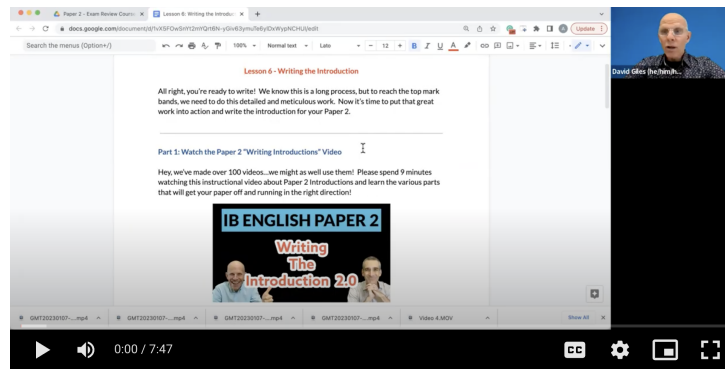 Paper 2 - Exam Review Course
Lesson 6: Writing the Introduc
docs.google.com
Update
Search the menus (Option+/)
100%
Normal text
Lato
12
B I U A
Lesson 6 - Writing the Introduction
All right, you're ready to write! We know this is a long process, but to reach the top mark
bands, we need to do this detailed and meticulous work. Now it's time to put that great
work into action and write the introduction for your Paper 2.
Part 1: Watch the Paper 2 "Writing Introductions" Video
Hey, we've made over 100 videos...we might as well use them! Please spend 9 minutes
watching this instructional video about Paper 2 Introductions and learn the various parts
that will get your paper off and running in the right direction!
IB ENGLISH PAPER 2
Writing
The
Introduction 2.0
David Giles (he/him/h...
GMT20230107-....mp4
GMT20230107-....mp4
GMT20230107-....mp4
GMT20230107-....mp4
Video 4.MOV
Show All
0:00 / 7:47
CC